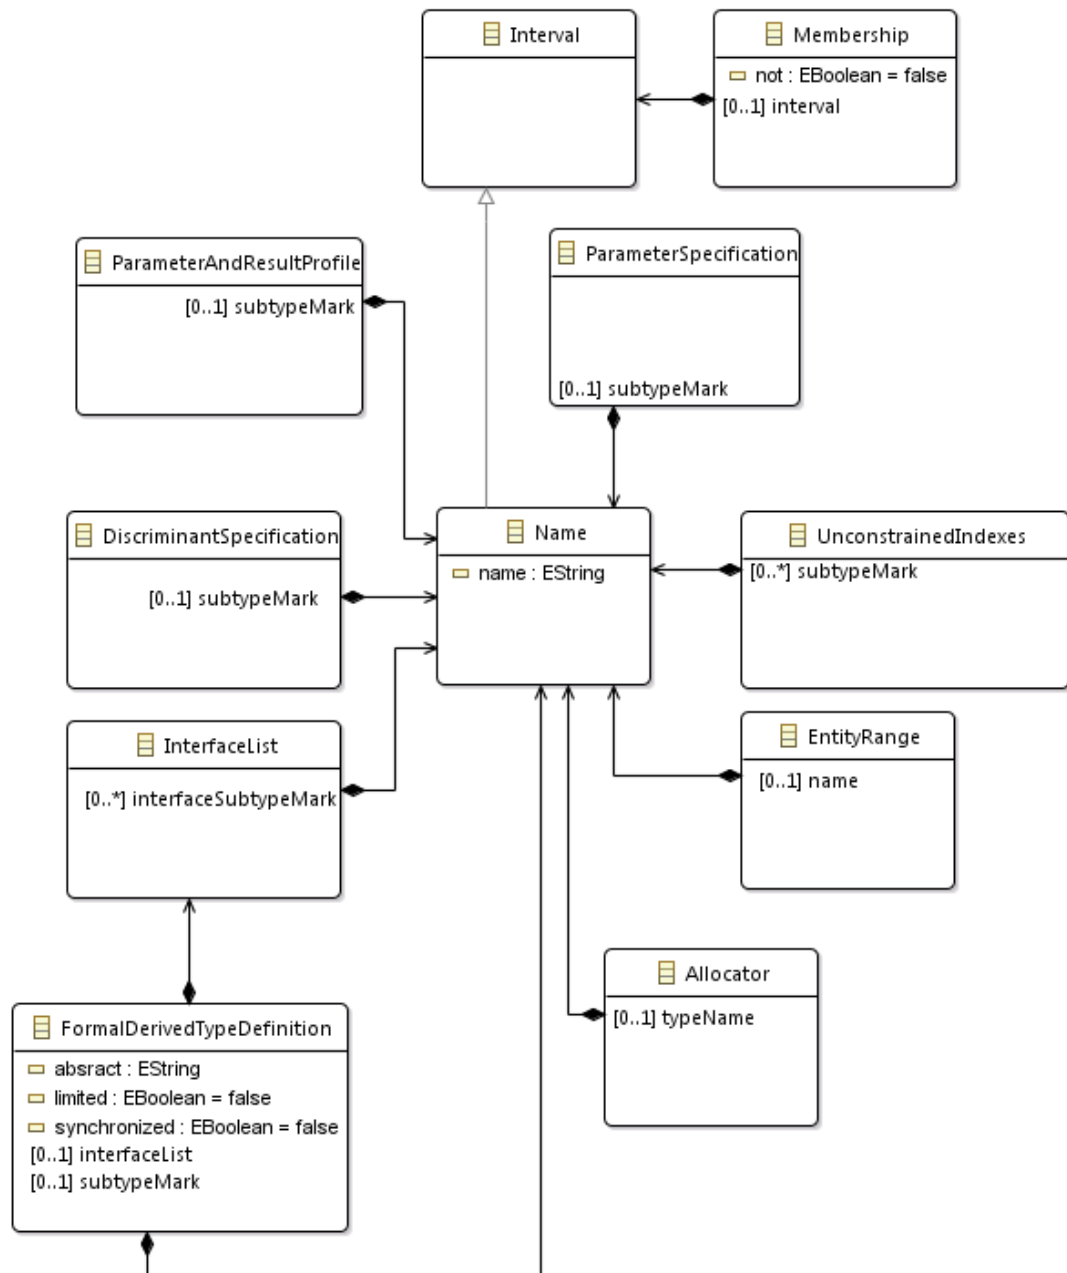 Interval
Membership
not : EBoolean = false
[0..1] interval
ParameterAndResultProfile
[0..1] subtypeMark
ParameterSpecification
[0..1] subtypeMark
DiscriminantSpecification
[0..1] subtypeMark
Name
name : EString
UnconstrainedIndexes
[0..*] subtypeMark
InterfaceList
[0..*] interfaceSubtypeMark
EntityRange
[0..1] name
Allocator
[0..1] typeName
FormalDerivedTypeDefinition
absract : EString
limited : EBoolean = false
synchronized : EBoolean = false
[0..1] interfaceList
[0..1] subtypeMark